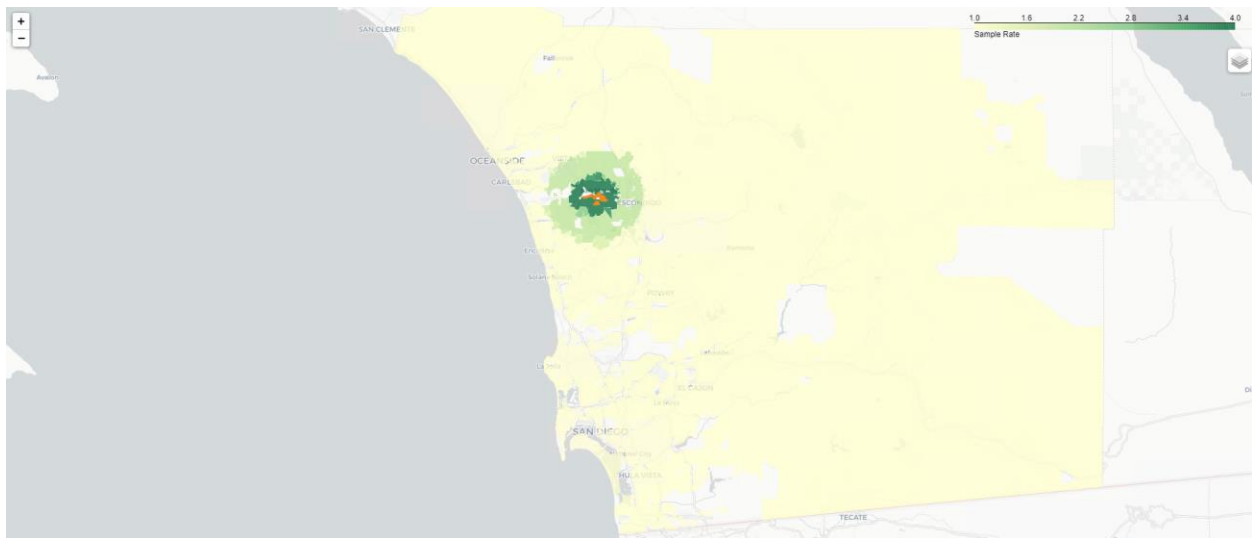 +
−
1.0 1.6 2.2 2.8 3.4 4.0
Sample Rate
SAN CLEMENTE
Avalon
OCEANSIDE
CARLSBAD
ESCONDIDO
Encinitas
Solana Beach
Ramona
POWAY
La Jolla
EL CAJON
La Mesa
SAN DIEGO
CHULA VISTA
TECATE